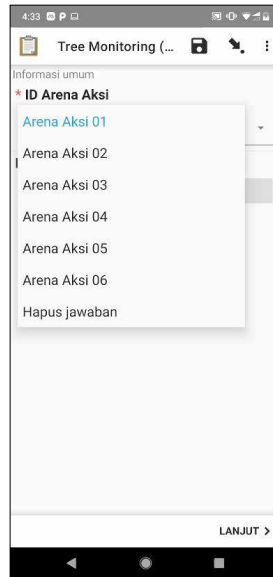 4:33
Tree Monitoring (...
Informasi umum
* ID Arena Aksi
Arena Aksi 01
Arena Aksi 02
Arena Aksi 03
Arena Aksi 04
Arena Aksi 05
Arena Aksi 06
Hapus jawaban
LANJUT >